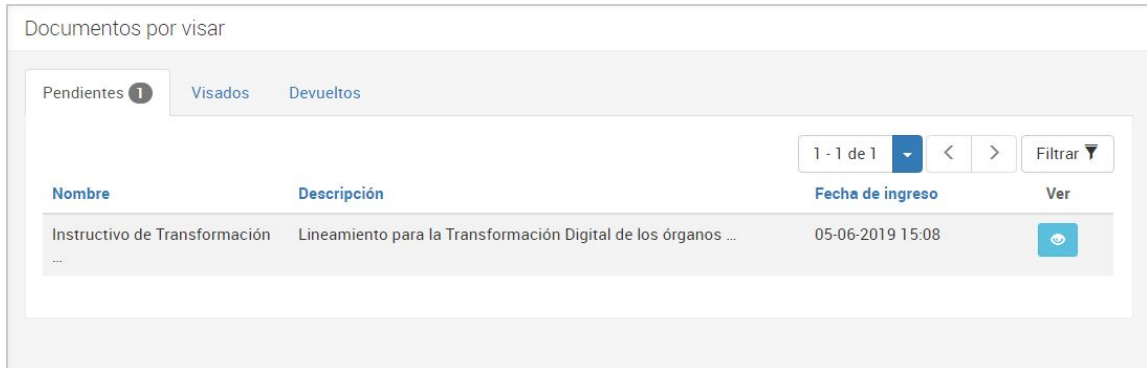 Documentos por visar
Pendientes 1 Visados Devueltos
1 - 1 de 1 Filtrar
Nombre Descripción Fecha de ingreso Ver
Instructivo de Transformación Lineamiento para la Transformación Digital de los órganos ... 05-06-2019 15:08
...